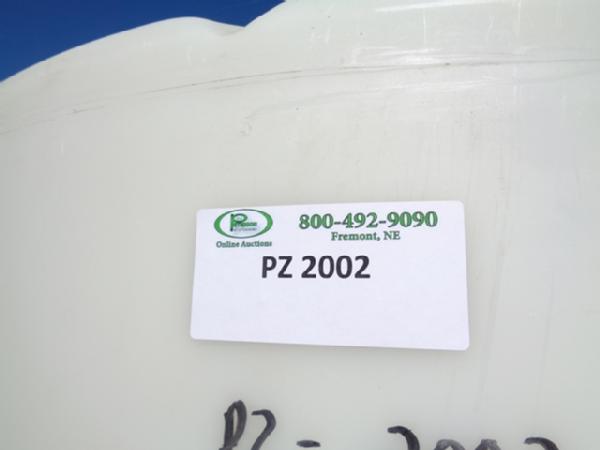 800-492-9090
Fremont, NE
Online Auctions
PZ 2002